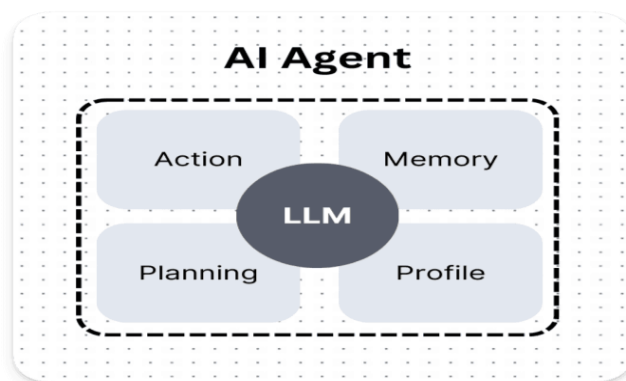 AI Agent
Action
Memory
LLM
Planning
Profile